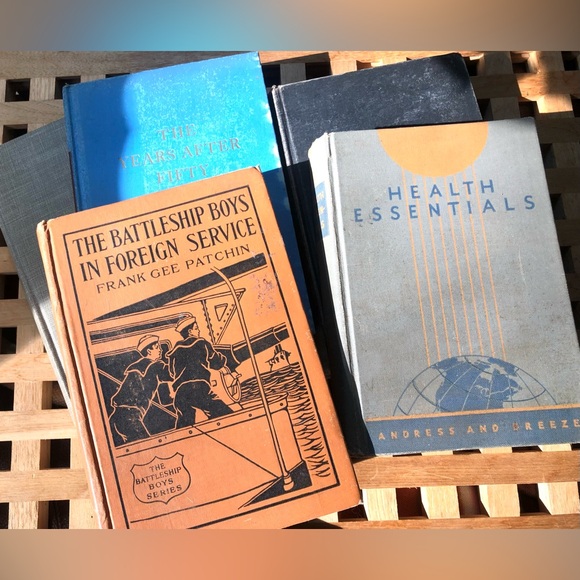 THE
YEARS AFTER
FIFTY
THE BATTLESHIP BOYS
IN FOREIGN SERVICE
FRANK GEE PATCHIN
THE
BATTLESHIP
BOYS
SERIES
HEALTH
ESSENTIALS
ANDRESS AND BREEZE